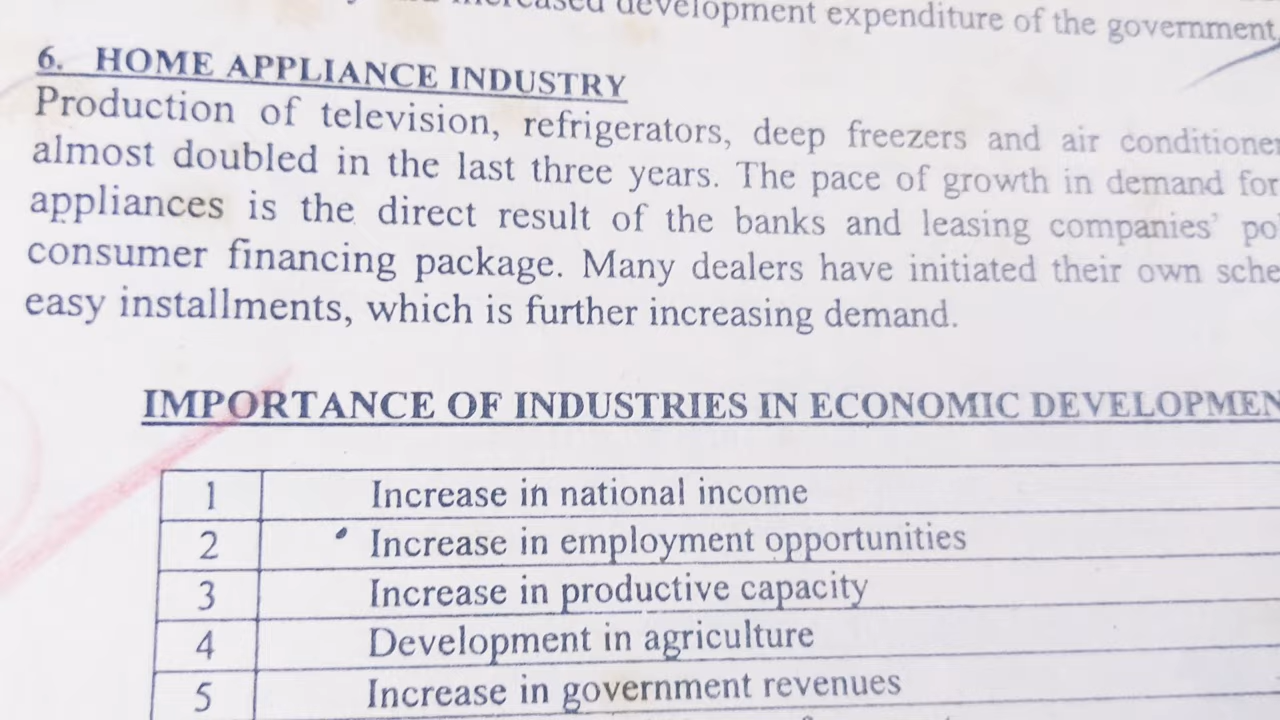 increased development expenditure of the government
6. HOME APPLIANCE INDUSTRY
Production of television, refrigerators, deep freezers and air conditioner
almost doubled in the last three years. The pace of growth in demand for
appliances is the direct result of the banks and leasing companies' po
consumer financing package. Many dealers have initiated their own sche
easy installments, which is further increasing demand.
IMPORTANCE OF INDUSTRIES IN ECONOMIC DEVELOPMEN
1 Increase in national income
2 Increase in employment opportunities
3 Increase in productive capacity
4 Development in agriculture
5 Increase in government revenues